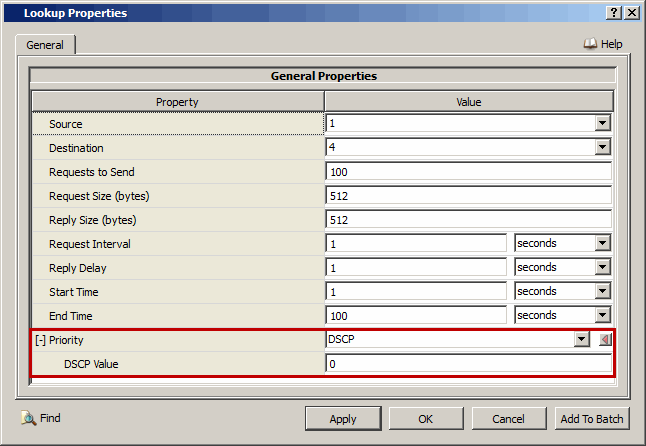 Lookup Properties
General
Help
General Properties
Property Value
Source 1
Destination 4
Requests to Send 100
Request Size (bytes) 512
Reply Size (bytes) 512
Request Interval 1 seconds
Reply Delay 1 seconds
Start Time 1 seconds
End Time 100 seconds
[-] Priority DSCP
DSCP Value 0
Find Apply OK Cancel Add To Batch